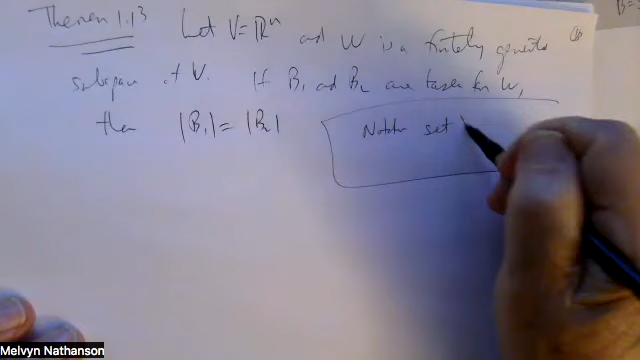 Theorem 1.13 Let V=ℝⁿ and W is a finitely generated
subspace of V. If B₁ and B₂ are bases for W,
then |B₁| = |B₂|
Notation set
Melvyn Nathanson